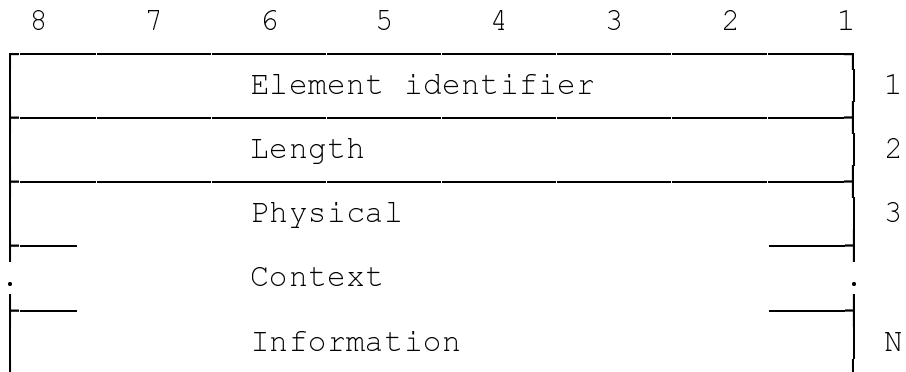 8 7 6 5 4 3 2 1
Element identifier 1
Length 2
Physical 3
. Context .
Information N